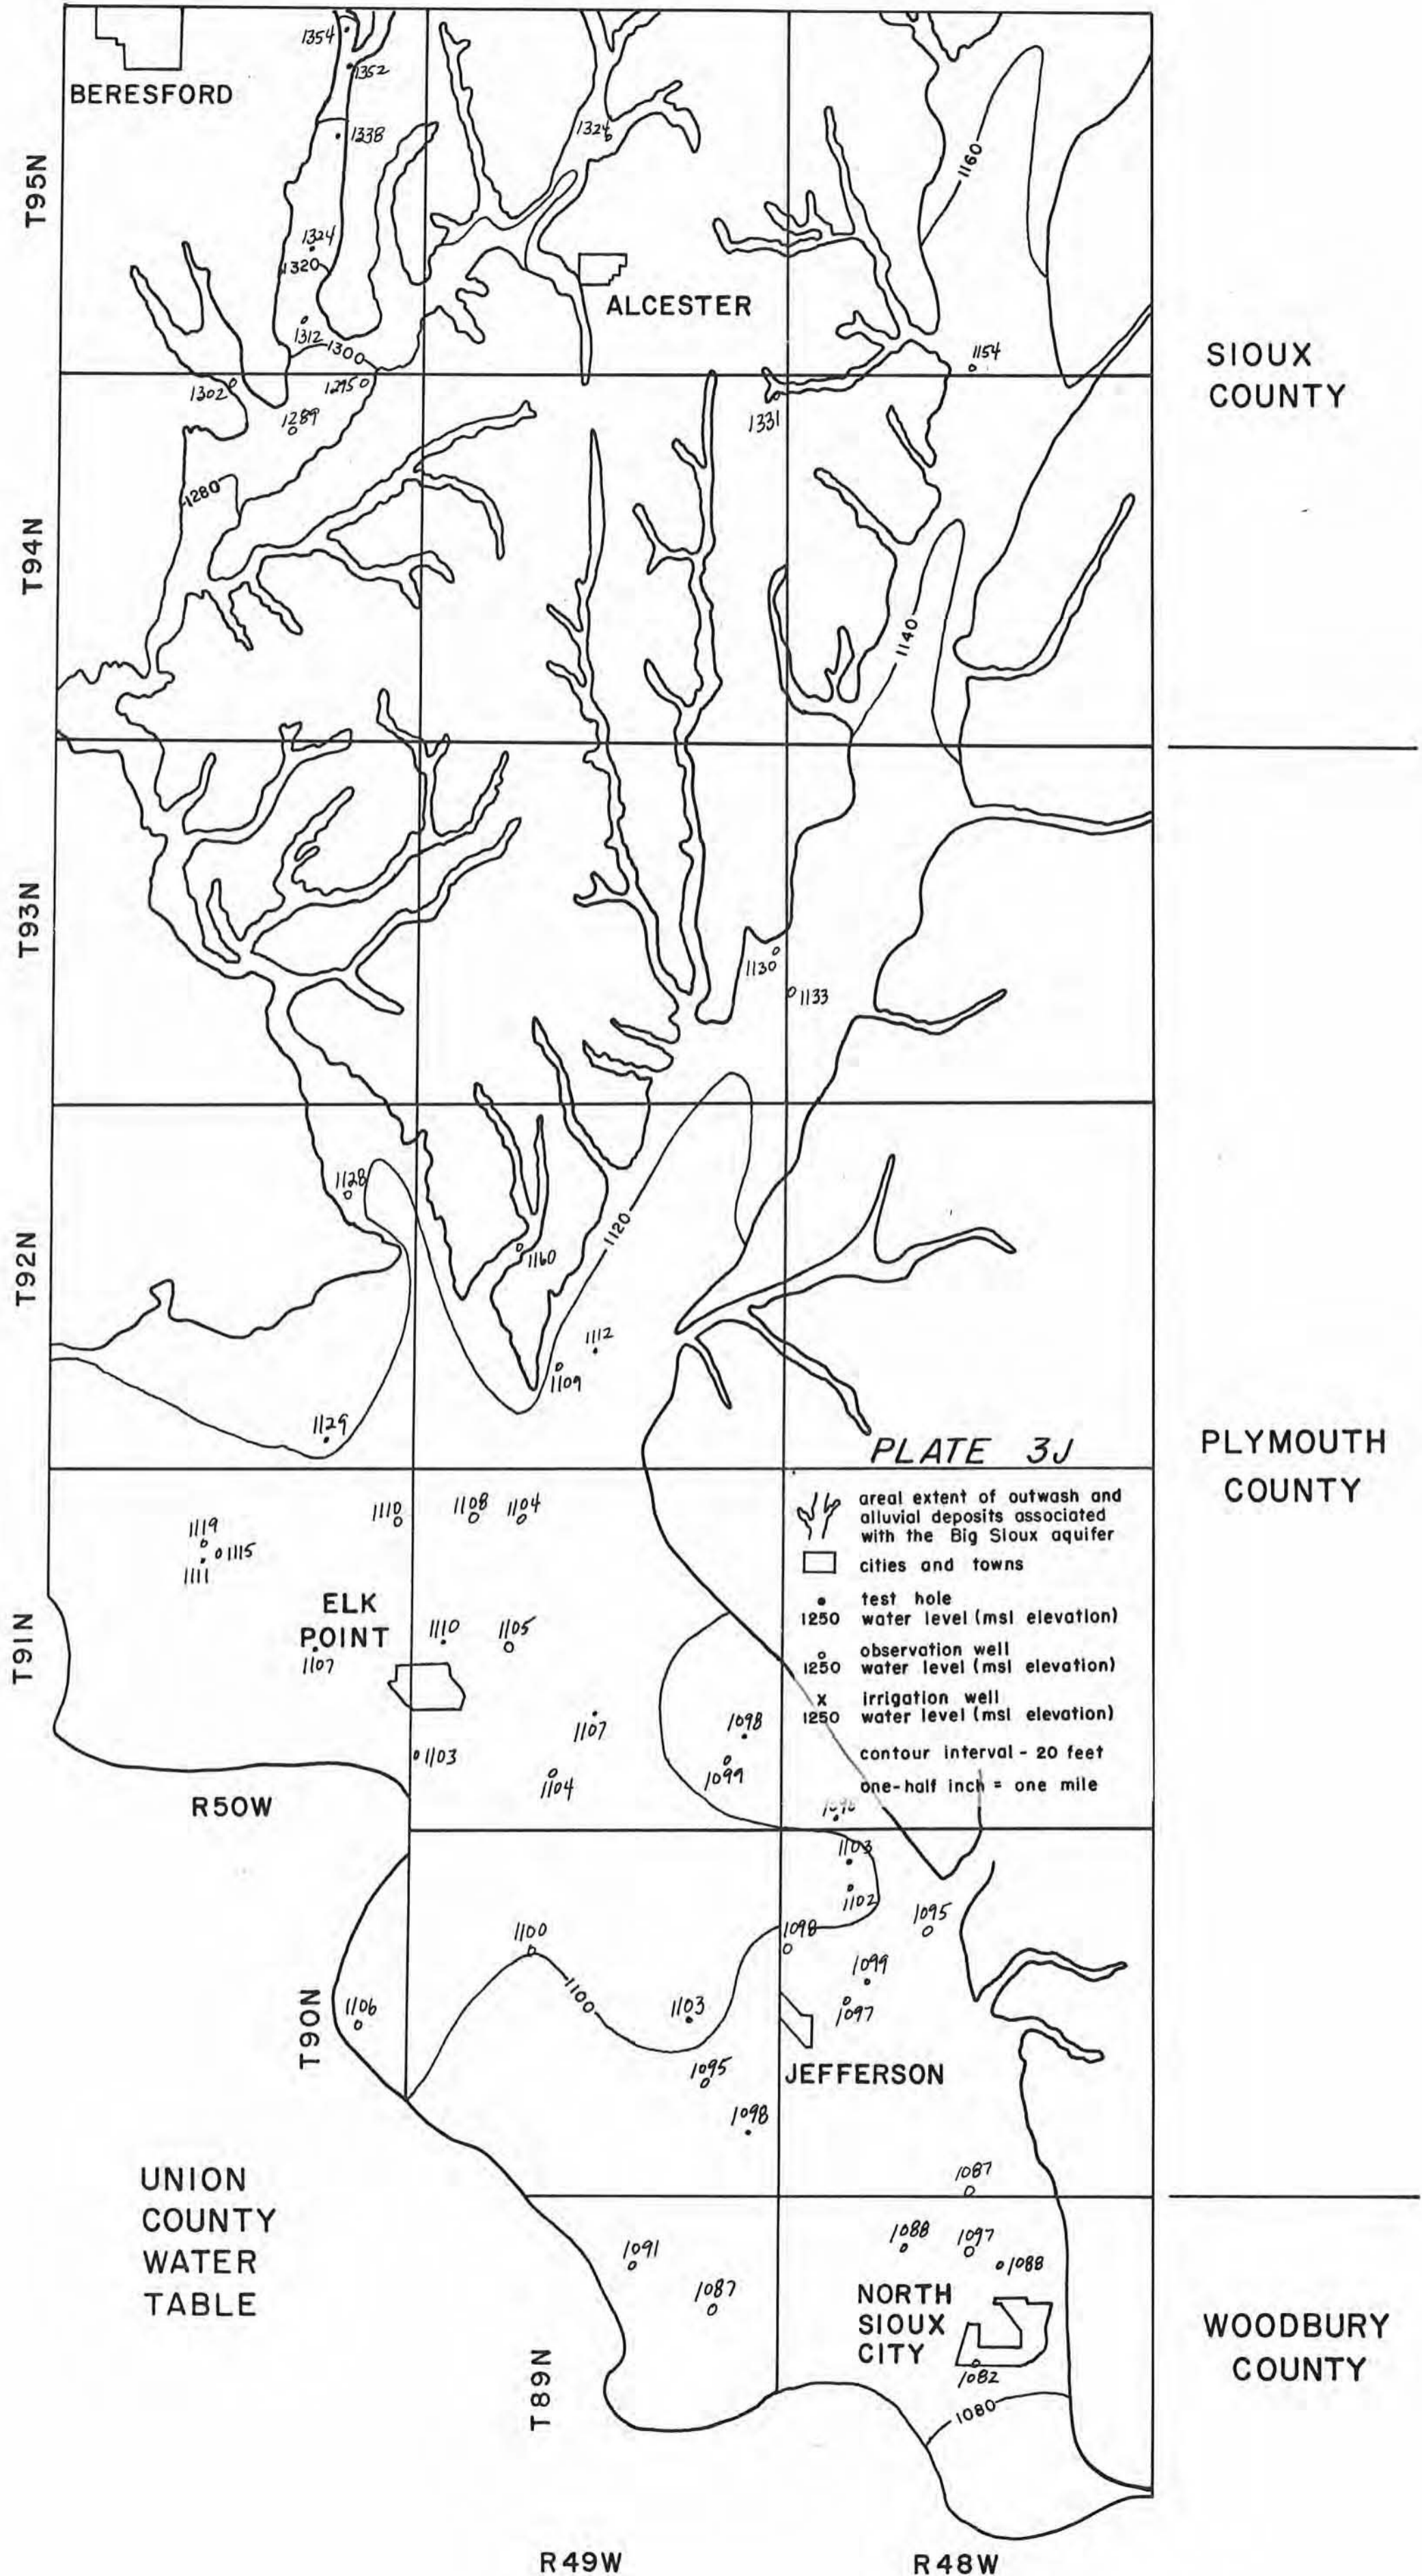 1354
1352
BERESFORD
1338
1326
1160
T95N
1324
1320
ALCESTER
1312
1300
1154
SIOUX
COUNTY
1302
1295
1289
1331
1280
T94N
1140
T93N
1130
1133
1128
1120
T92N
1160
1112
1109
1129
PLATE 3J
PLYMOUTH
COUNTY
areal extent of outwash and
alluvial deposits associated
with the Big Sioux aquifer
cities and towns
test hole
1250 water level (msl elevation)
observation well
1250 water level (msl elevation)
x irrigation well
1250 water level (msl elevation)
contour interval - 20 feet
one-half inch = one mile
1110
1108
1104
1119
1115
1111
ELK
POINT
1110
1105
1107
T91N
1107
1098
1103
1104
1099
R50W
1103
1102
1095
1098
1100
1099
1100
1103
1097
1106
T90N
1095
JEFFERSON
1098
1087
UNION
COUNTY
WATER
TABLE
1091
1088
1097
1088
1087
NORTH
SIOUX
CITY
1082
WOODBURY
COUNTY
T89N
1080
R49W
R48W